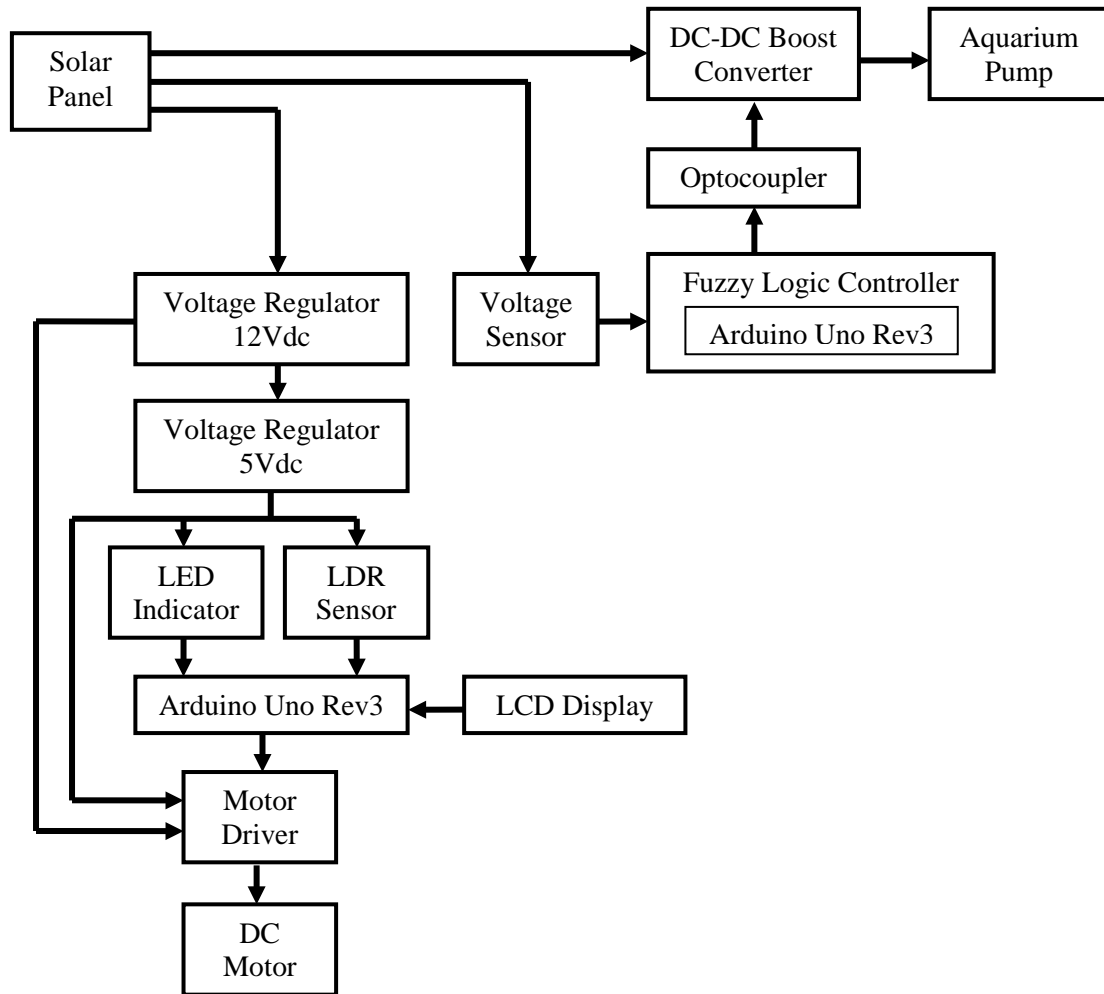 Solar
Panel
DC-DC Boost
Converter
Aquarium
Pump
Optocoupler
Fuzzy Logic Controller
Arduino Uno Rev3
Voltage
Sensor
Voltage Regulator
12Vdc
Voltage Regulator
5Vdc
LED
Indicator
LDR
Sensor
Arduino Uno Rev3
LCD Display
Motor
Driver
DC
Motor